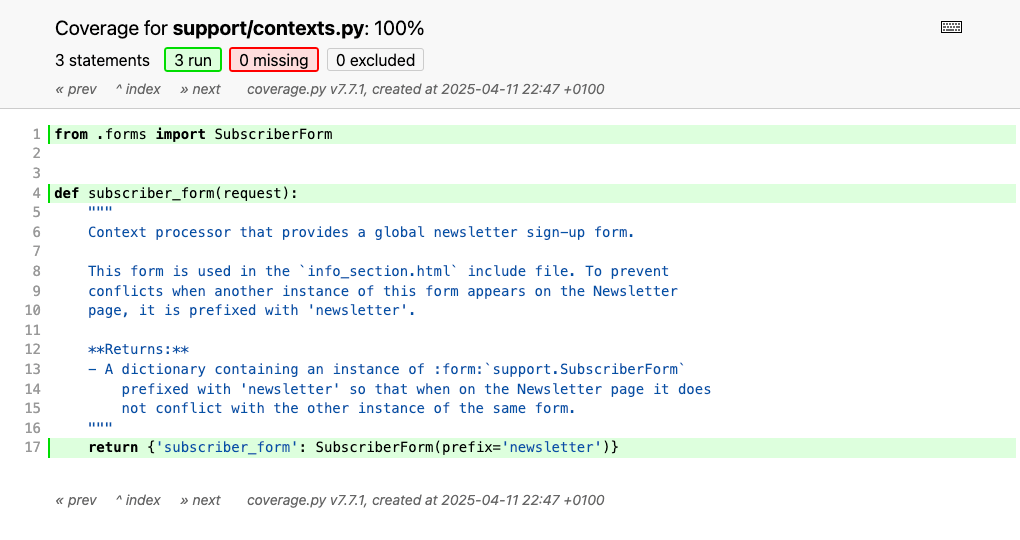 Coverage for support/contexts.py: 100%
3 statements 3 run 0 missing 0 excluded
« prev ^ index » next coverage.py v7.7.1, created at 2025-04-11 22:47 +0100
1 from .forms import SubscriberForm
2
3
4 def subscriber_form(request):
5     """
6     Context processor that provides a global newsletter sign-up form.
7
8     This form is used in the `info_section.html` include file. To prevent
9     conflicts when another instance of this form appears on the Newsletter
10     page, it is prefixed with 'newsletter'.
11
12     **Returns:**
13     - A dictionary containing an instance of :form:`support.SubscriberForm`
14         prefixed with 'newsletter' so that when on the Newsletter page it does
15         not conflict with the other instance of the same form.
16     """
17     return {'subscriber_form': SubscriberForm(prefix='newsletter')}
« prev ^ index » next coverage.py v7.7.1, created at 2025-04-11 22:47 +0100